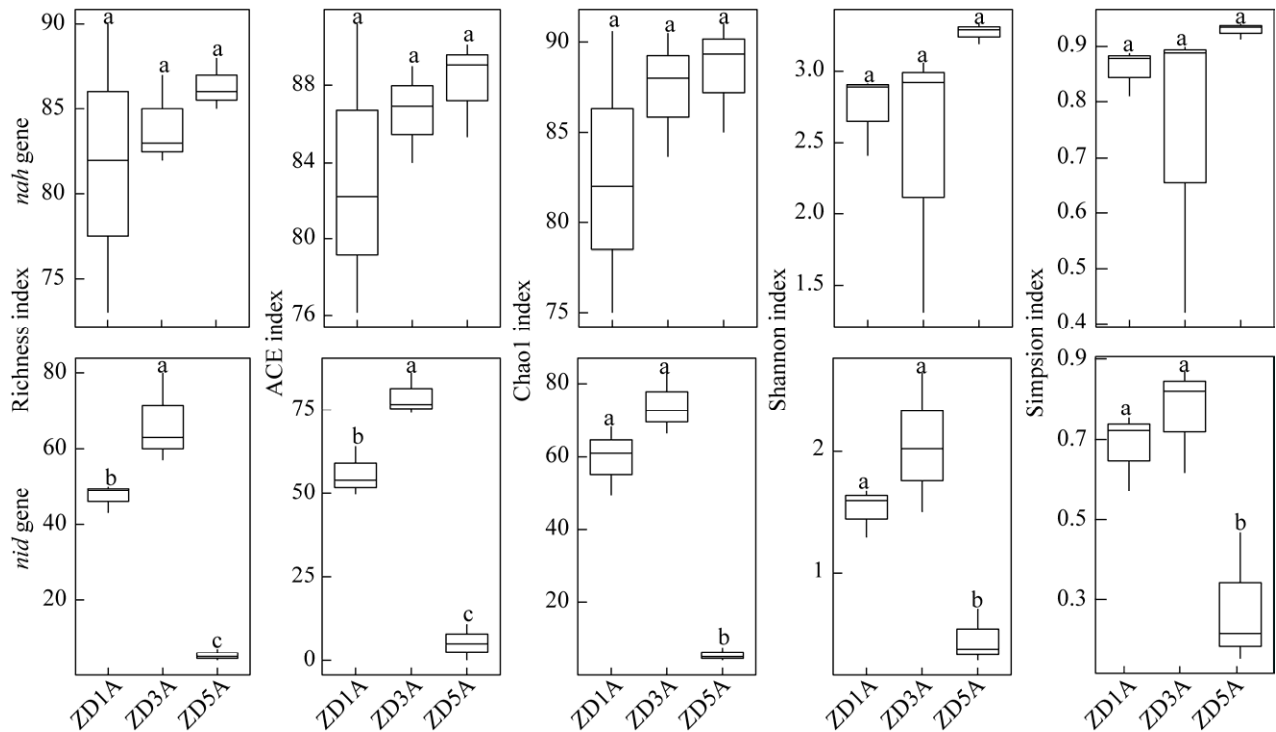 nah gene
nid gene
Richness index
90
85
80
75
a
a
a
80
60
40
20
b
a
c
ZD1A
ZD3A
ZD5A
ACE index
88
84
80
76
a
a
a
75
50
25
0
b
a
c
ZD1A
ZD3A
ZD5A
Chao1 index
90
85
80
75
a
a
a
80
60
40
20
a
a
b
ZD1A
ZD3A
ZD5A
Shannon index
3.0
2.5
2.0
1.5
a
a
a
2
1
a
a
b
ZD1A
ZD3A
ZD5A
Simpsion index
0.9
0.8
0.7
0.6
0.5
0.4
a
a
a
0.9
0.7
0.5
0.3
a
a
b
ZD1A
ZD3A
ZD5A